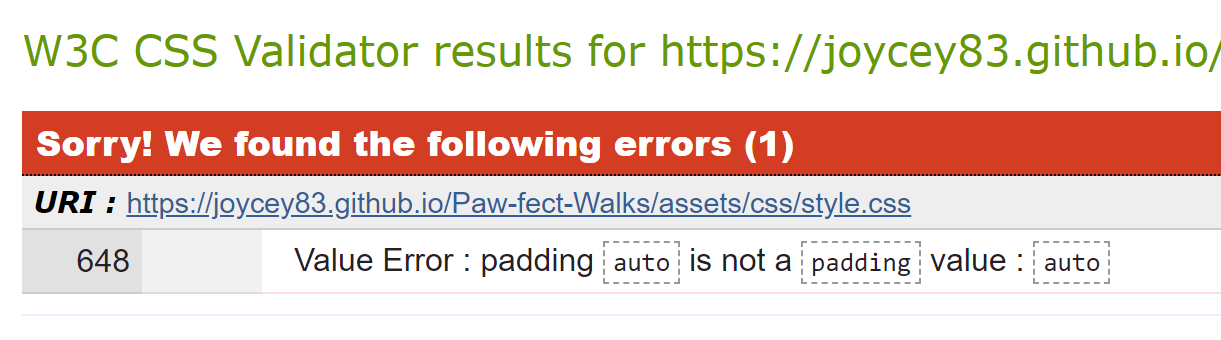 W3C CSS Validator results for https://joycey83.github.io/
Sorry! We found the following errors (1)
URI : https://joycey83.github.io/Paw-fect-Walks/assets/css/style.css
648 Value Error : padding auto is not a padding value : auto